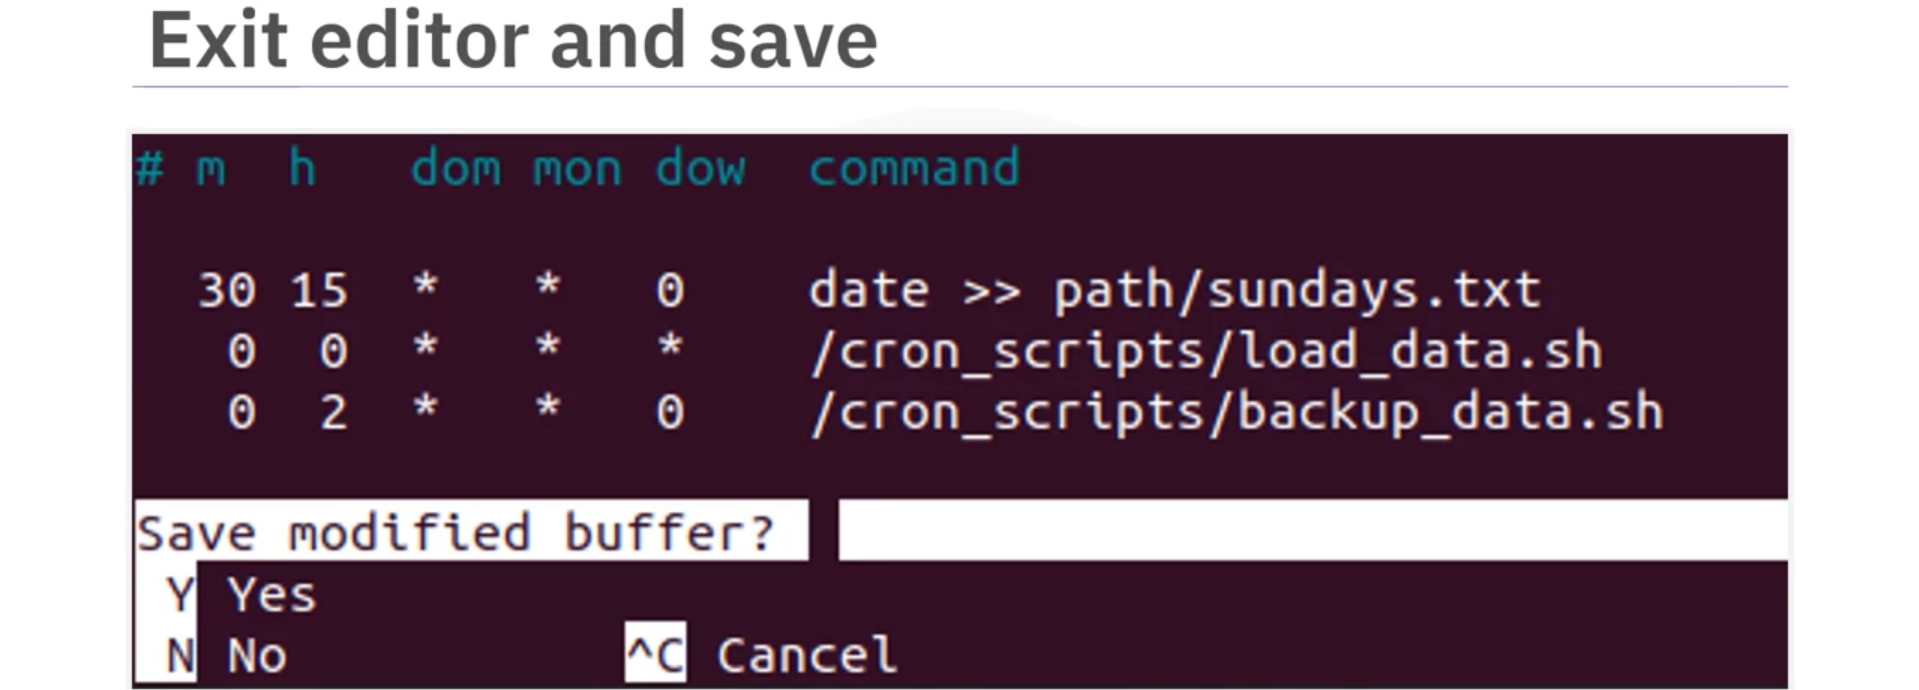 Exit editor and save
# m h dom mon dow command
30 15 * * 0 date >> path/sundays.txt
0 0 * * * /cron_scripts/load_data.sh
0 2 * * 0 /cron_scripts/backup_data.sh
Save modified buffer?
Y Yes
N No ^C Cancel